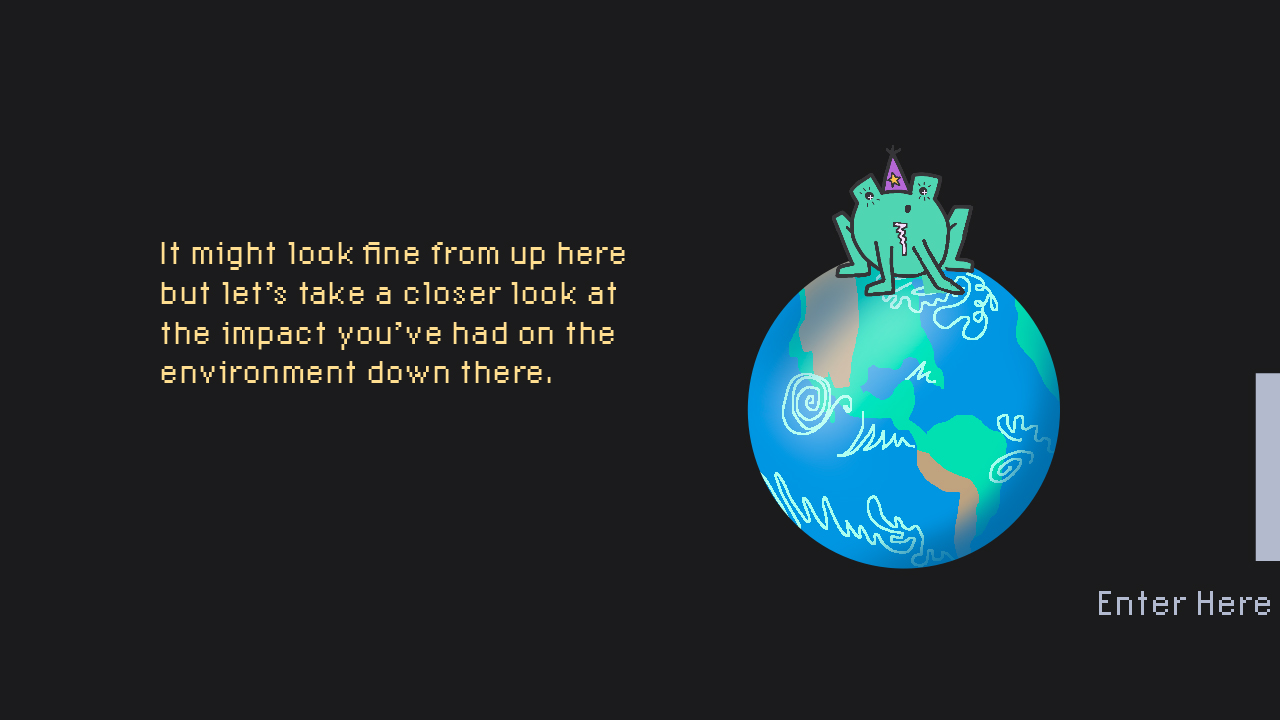 It might look fine from up here
but let's take a closer look at
the impact you've had on the
environment down there.
Enter Here